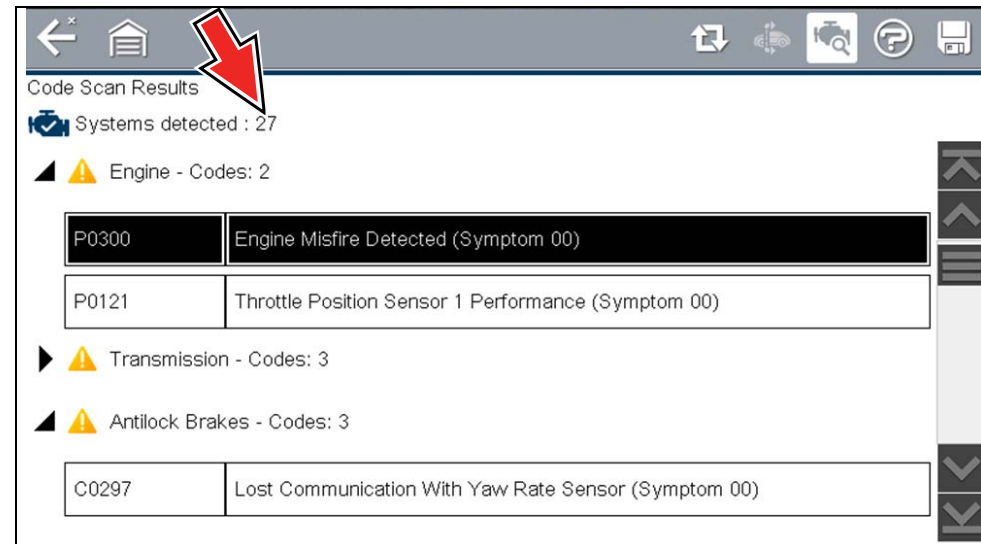 Code Scan Results
Systems detected : 27
Engine - Codes: 2
P0300 Engine Misfire Detected (Symptom 00)
P0121 Throttle Position Sensor 1 Performance (Symptom 00)
Transmission - Codes: 3
Antilock Brakes - Codes: 3
C0297 Lost Communication With Yaw Rate Sensor (Symptom 00)